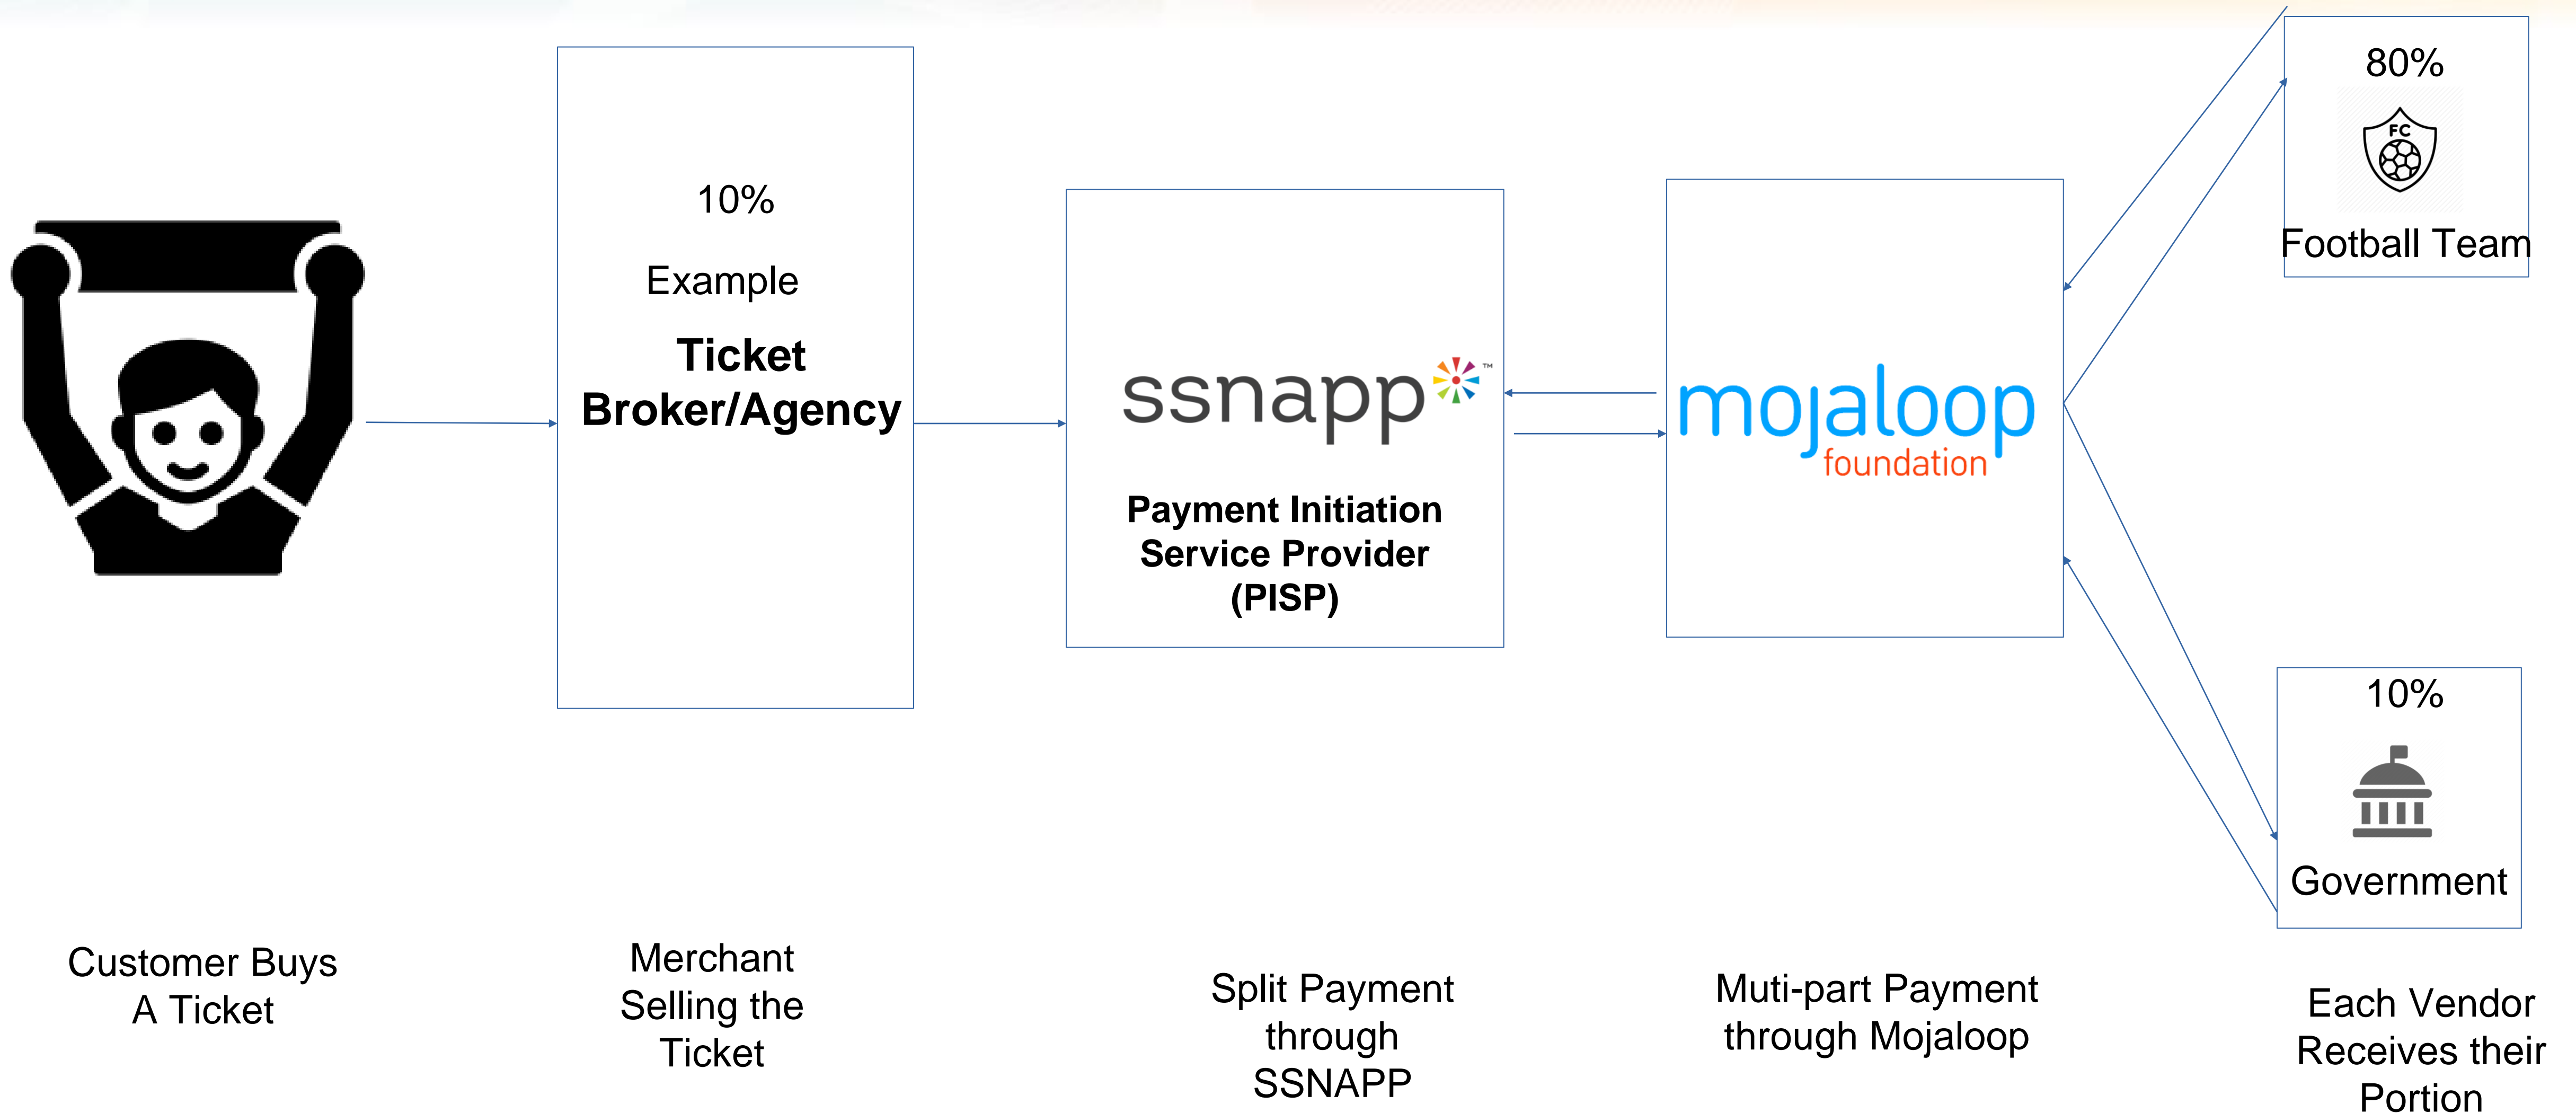 10%
Example
Ticket
Broker/Agency
ssnapp™
Payment Initiation
Service Provider
(PISP)
mojaloop
foundation
80%
FC
Football Team
10%
Government
Customer Buys
A Ticket
Merchant
Selling the
Ticket
Split Payment
through
SSNAPP
Muti-part Payment
through Mojaloop
Each Vendor
Receives their
Portion